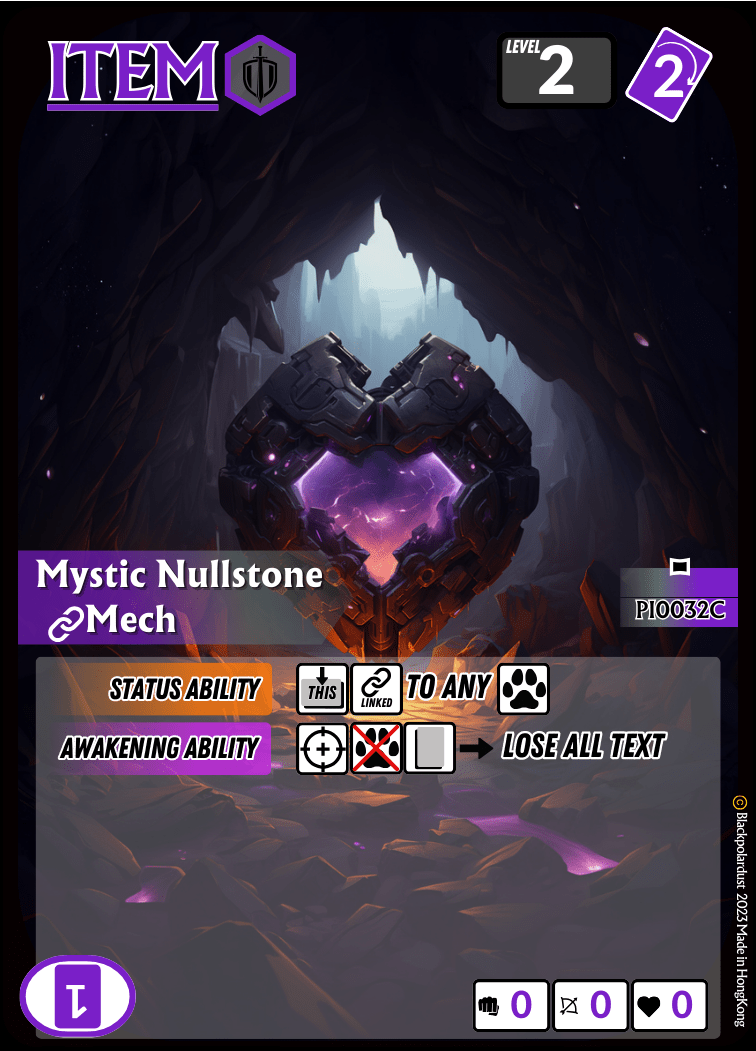 ITEM
LEVEL 2
2
Mystic Nullstone
Mech
PI0032C
STATUS ABILITY THIS LINKED TO ANY
AWAKENING ABILITY LOSE ALL TEXT
© Blackpolardust 2023 Made in HongKong
1
0 0 0